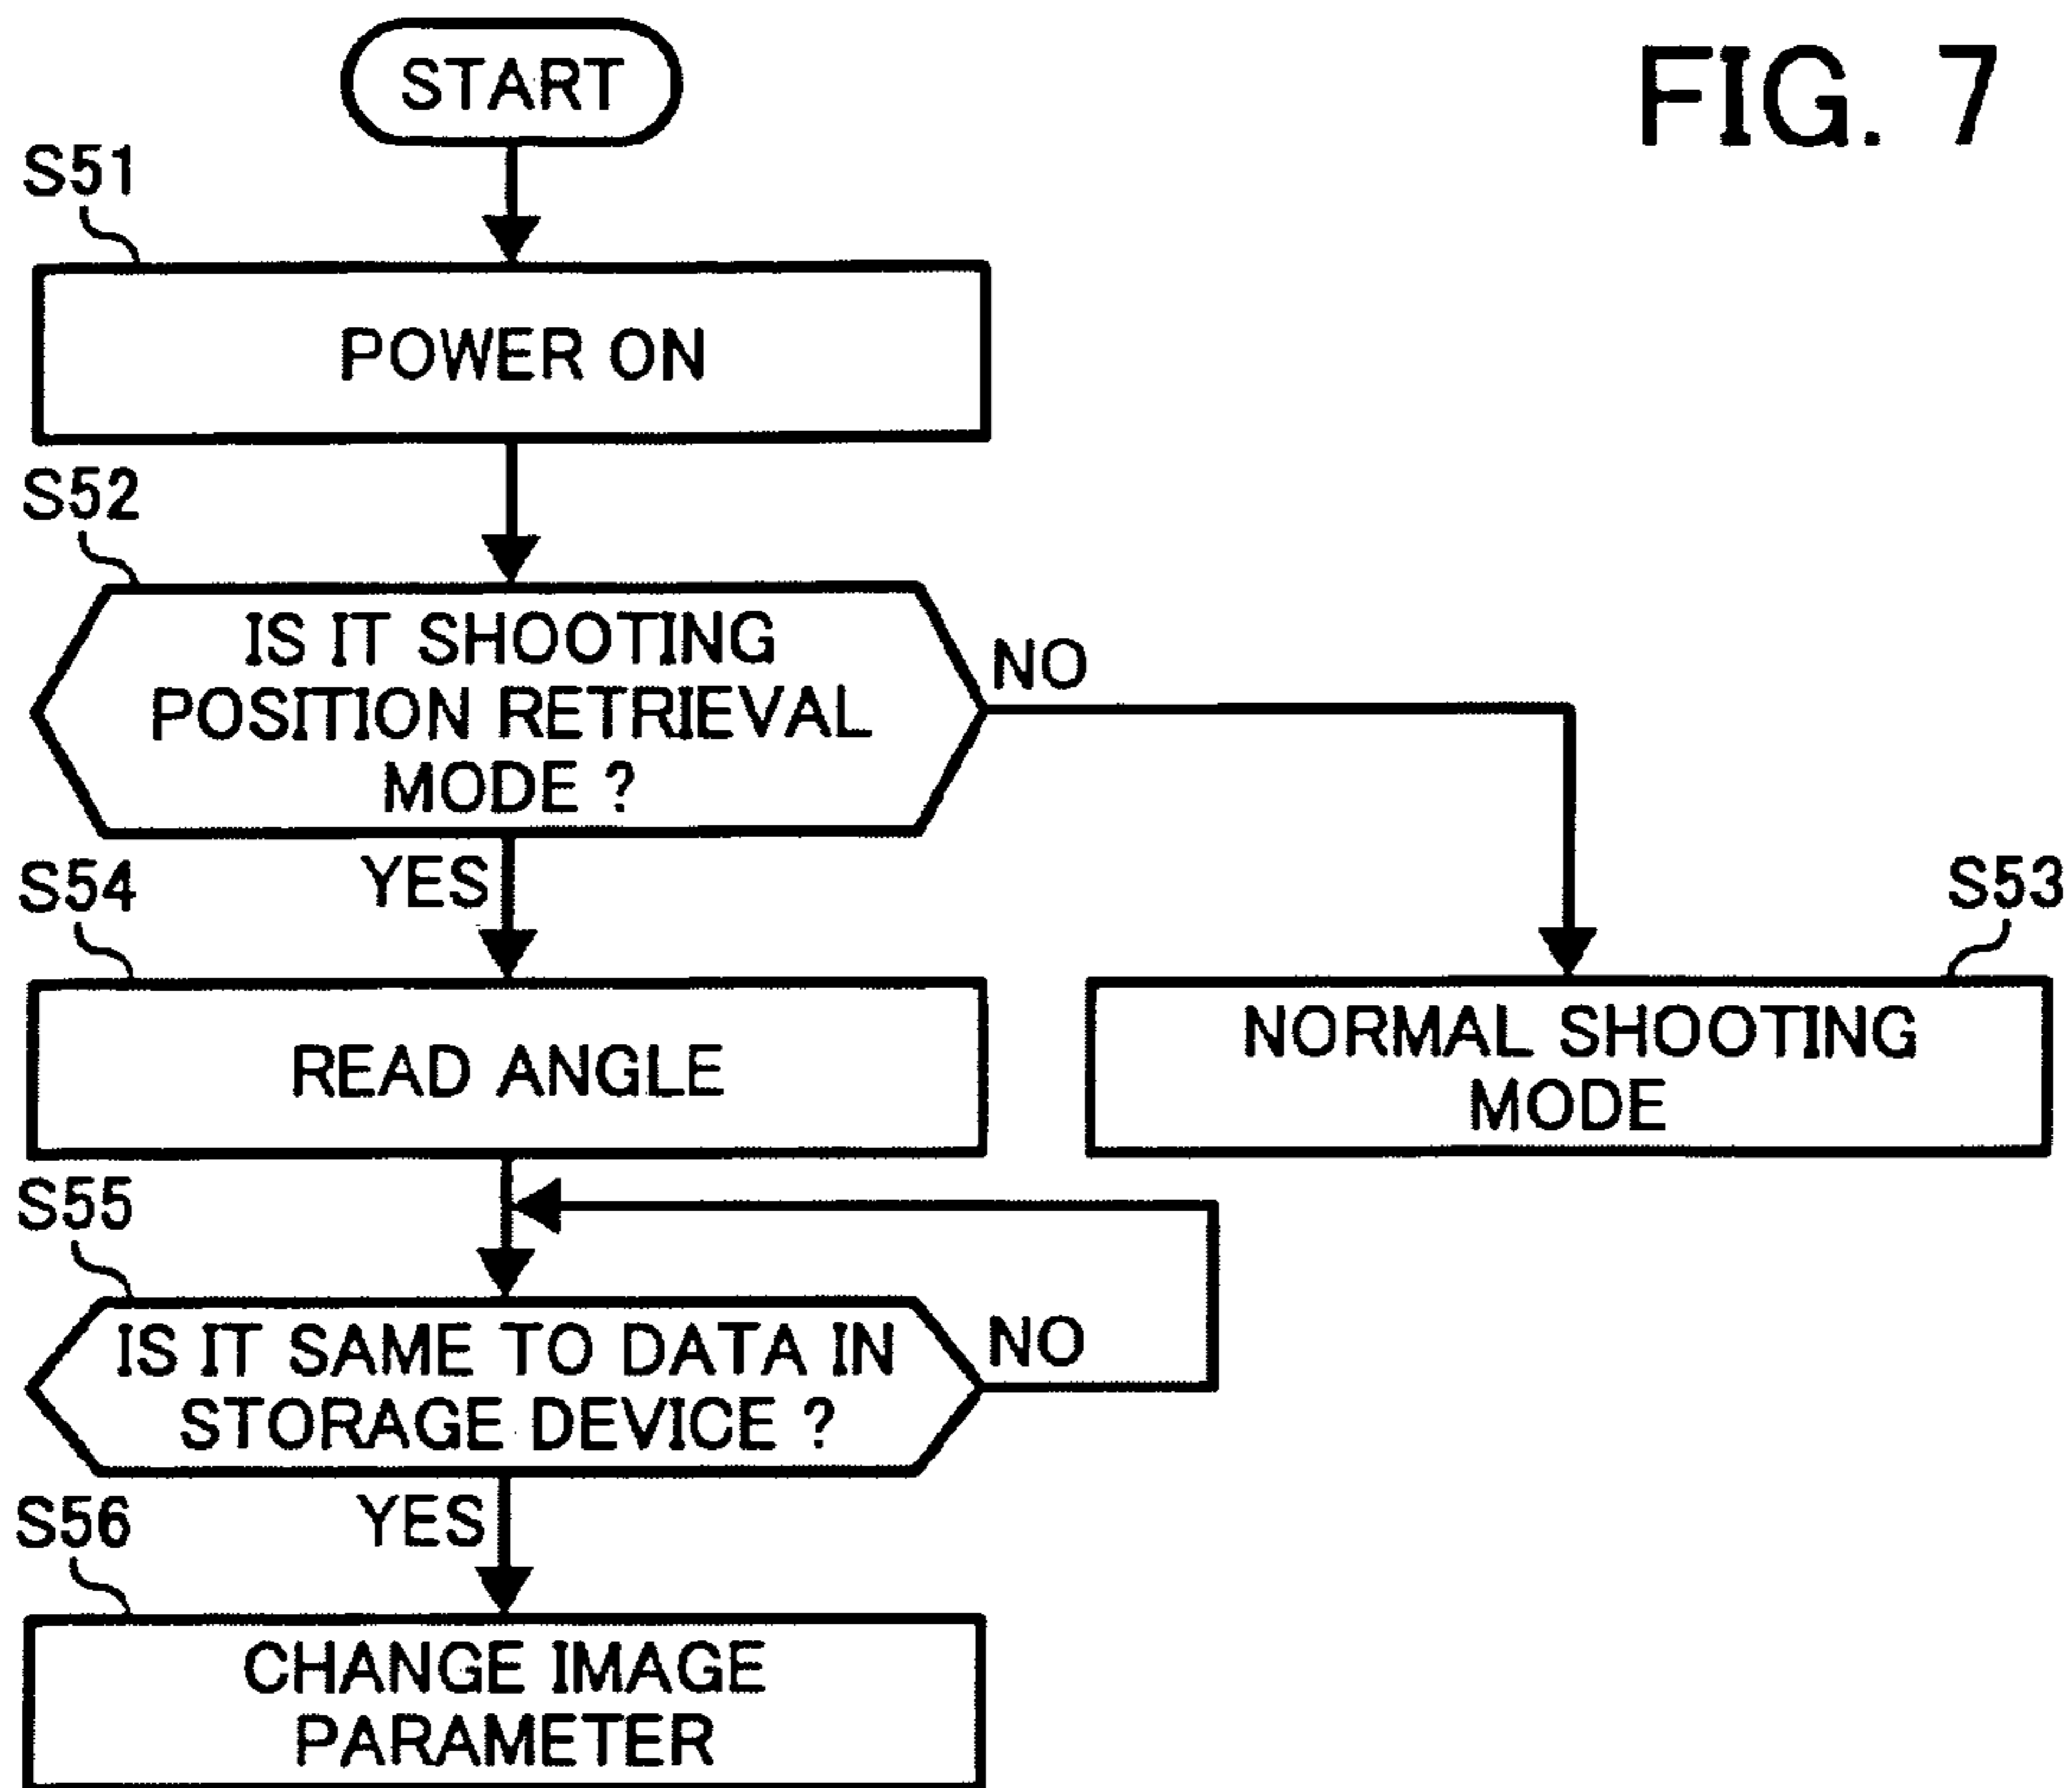 FIG. 7
START
S51
POWER ON
S52
IS IT SHOOTING
POSITION RETRIEVAL
MODE ?
NO
YES
S54
S53
READ ANGLE
NORMAL SHOOTING
MODE
S55
IS IT SAME TO DATA IN
STORAGE DEVICE ?
NO
YES
S56
CHANGE IMAGE
PARAMETER